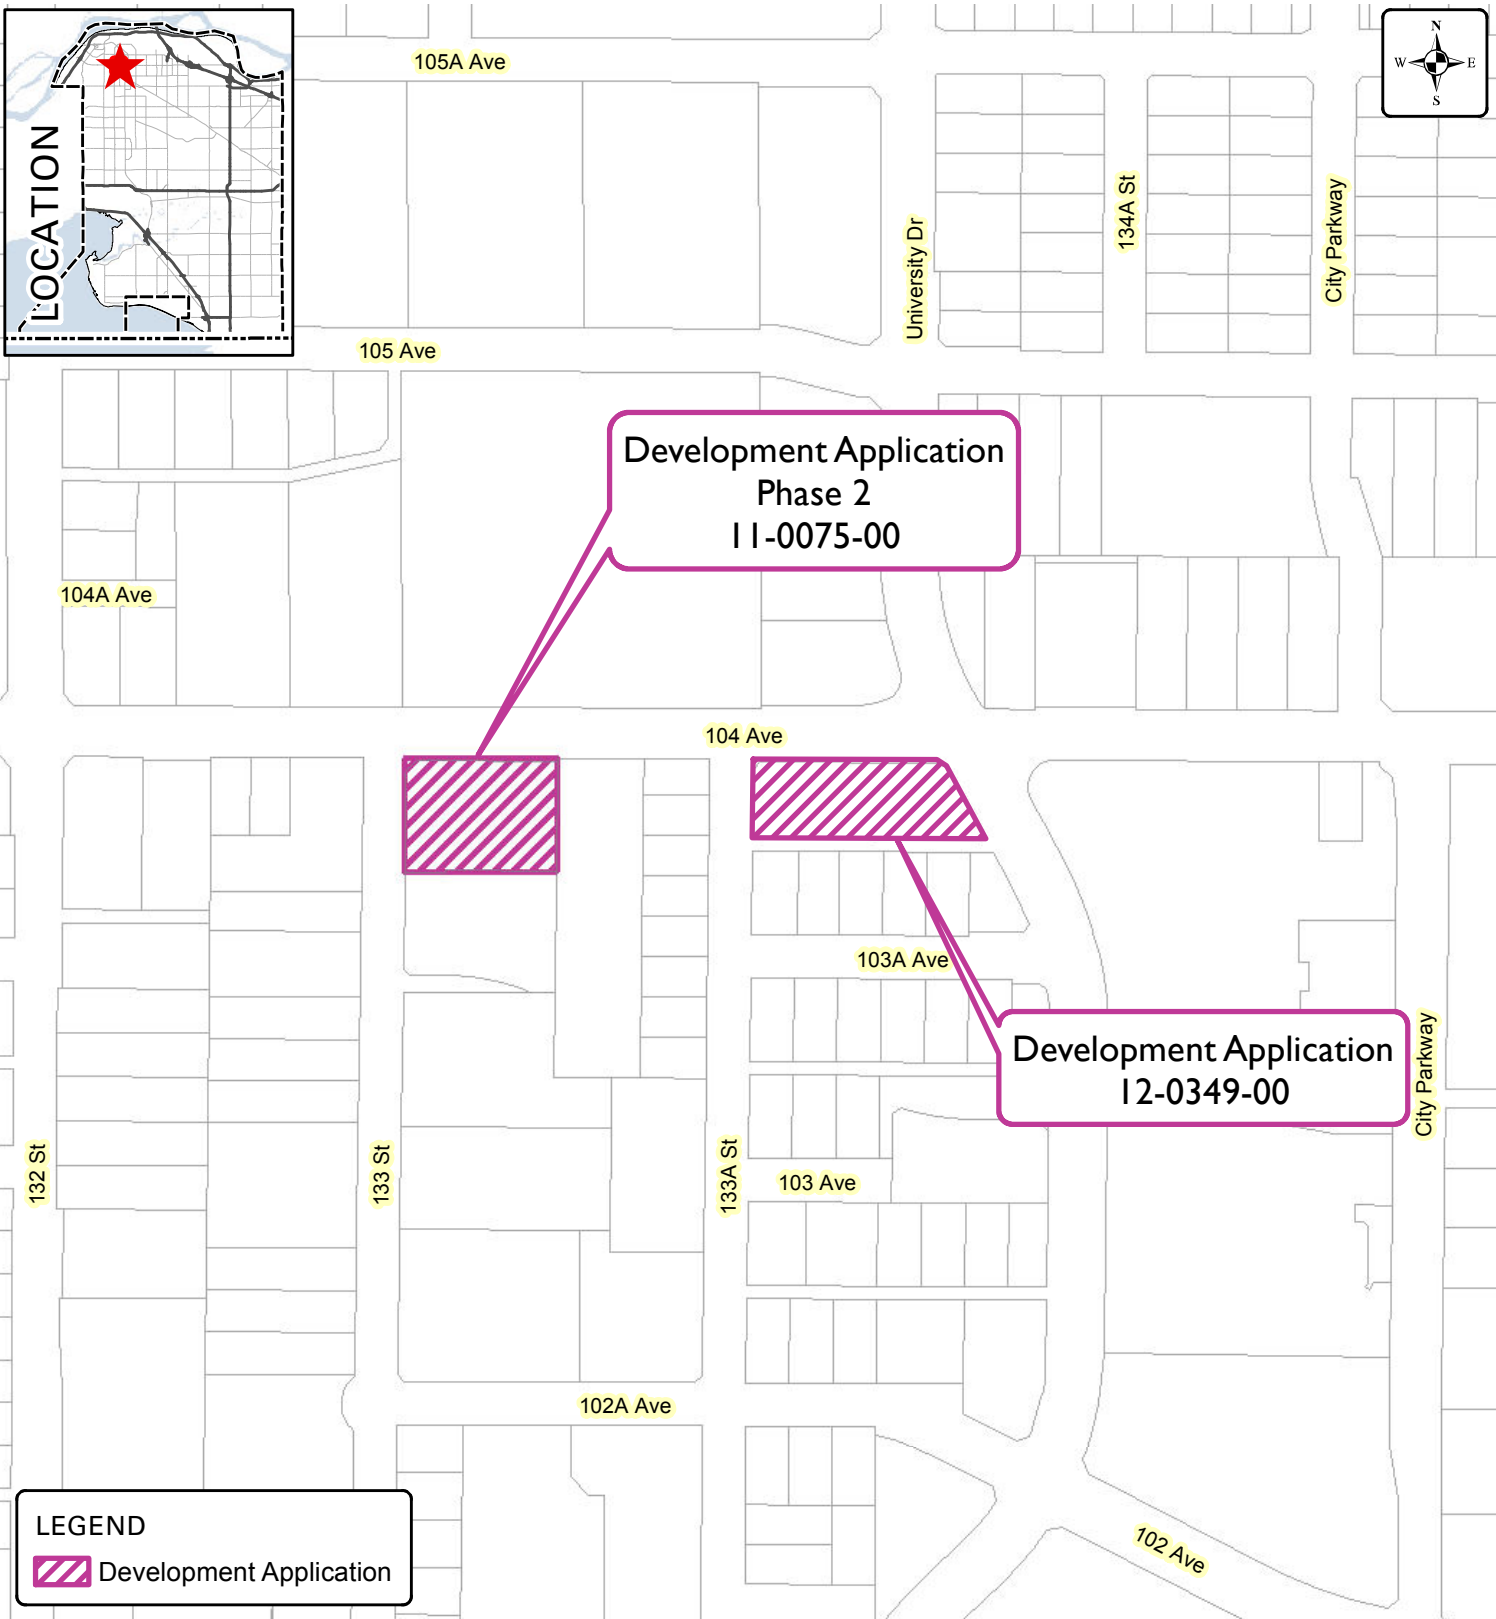 LOCATION
N
W E
S
105A Ave
University Dr
134A St
City Parkway
105 Ave
Development Application
Phase 2
11-0075-00
104A Ave
104 Ave
103A Ave
Development Application
12-0349-00
City Parkway
132 St
133 St
133A St
103 Ave
102A Ave
102 Ave
LEGEND
Development Application